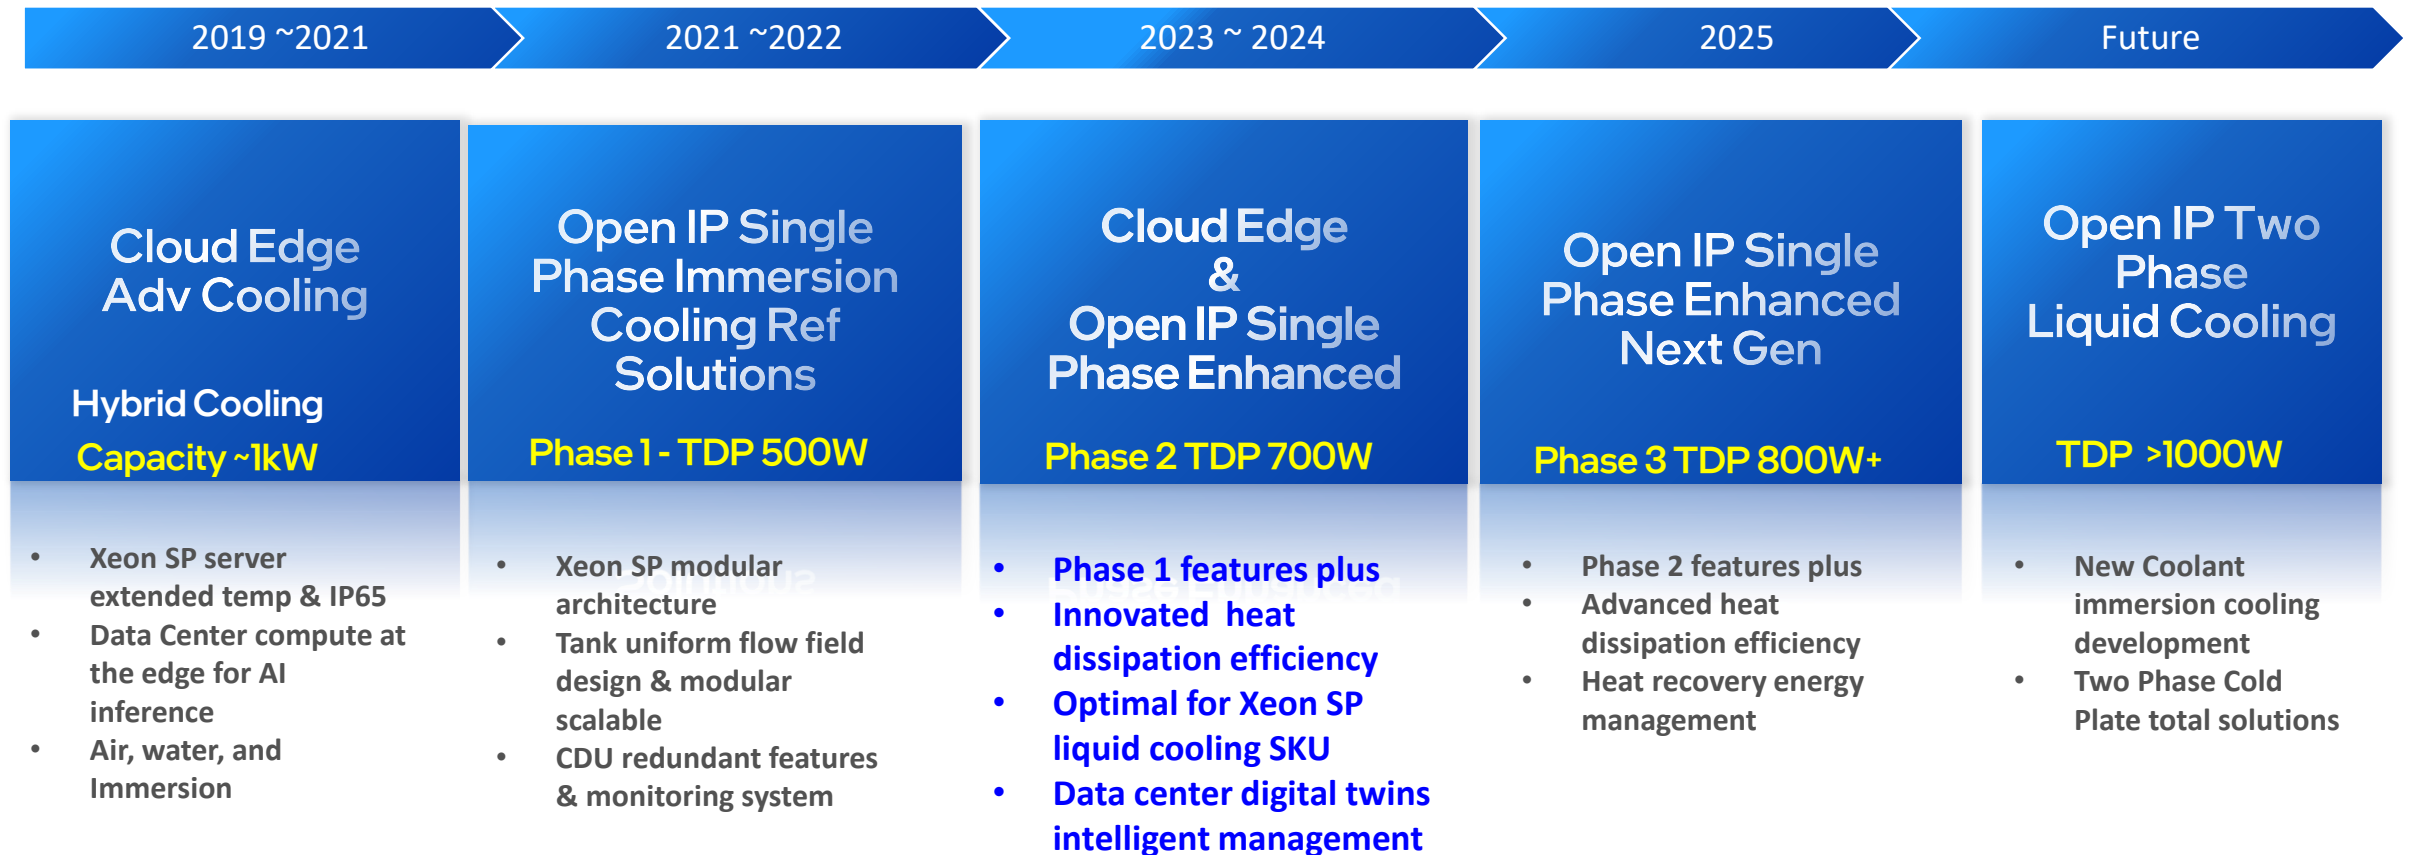 2019 ~2021
2021 ~2022
2023 ~ 2024
2025
Future
Cloud Edge
Adv Cooling
Hybrid Cooling
Capacity ~1kW
Open IP Single
Phase Immersion
Cooling Ref
Solutions
Phase 1 - TDP 500W
Cloud Edge
&
Open IP Single
Phase Enhanced
Phase 2 TDP 700W
Open IP Single
Phase Enhanced
Next Gen
Phase 3 TDP 800W+
Open IP Two
Phase
Liquid Cooling
TDP >1000W
• Xeon SP server
extended temp & IP65
• Data Center compute at
the edge for AI
inference
• Air, water, and
Immersion
• Xeon SP modular
architecture
• Tank uniform flow field
design & modular
scalable
• CDU redundant features
& monitoring system
• Phase 1 features plus
• Innovated heat
dissipation efficiency
• Optimal for Xeon SP
liquid cooling SKU
• Data center digital twins
intelligent management
• Phase 2 features plus
• Advanced heat
dissipation efficiency
• Heat recovery energy
management
• New Coolant
immersion cooling
development
• Two Phase Cold
Plate total solutions